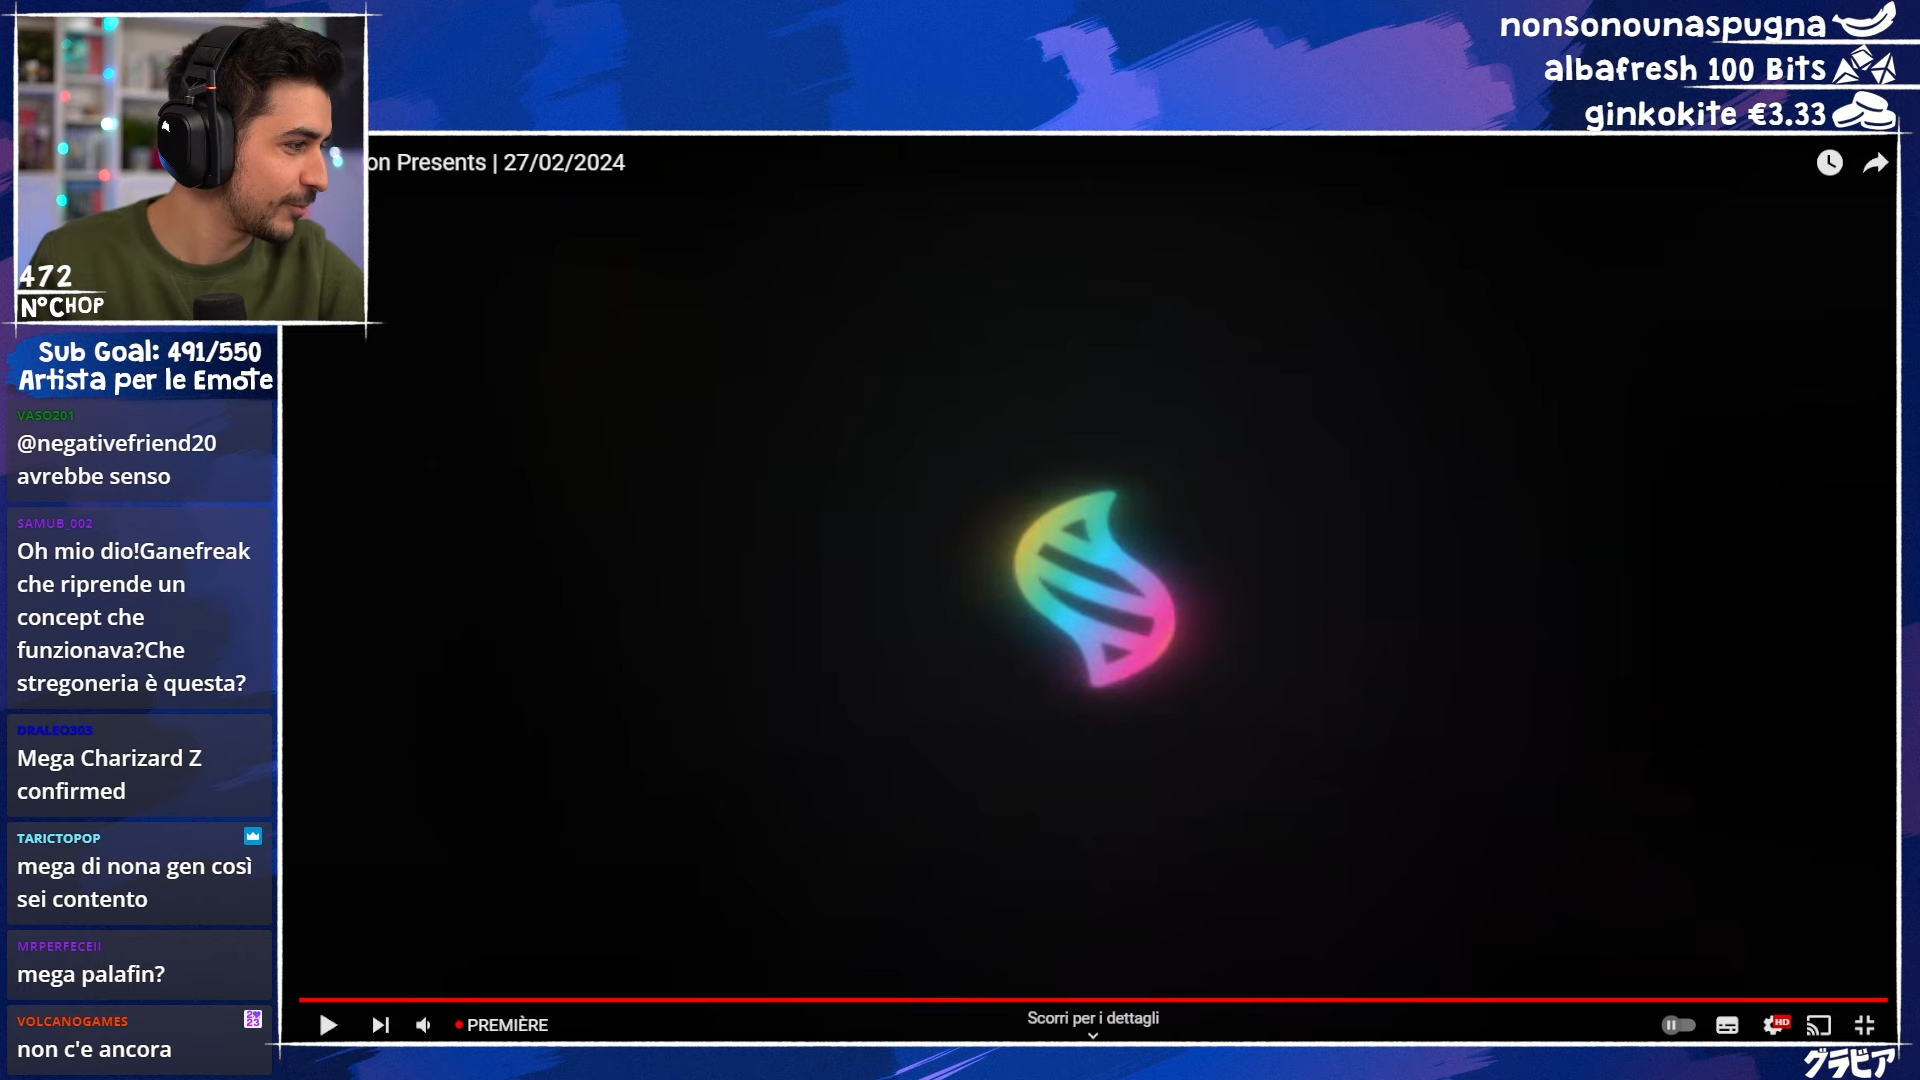 nonsonounaspugna
albafresh 100 Bits
ginkokite €3.33
on Presents | 27/02/2024
472
N°CHOP
Sub Goal: 491/550
Artista per le Emote
VASO201
@negativefriend20
avrebbe senso
SAMUB_002
Oh mio dio!Ganefreak
che riprende un
concept che
funzionava?Che
stregoneria è questa?
DRALEO303
Mega Charizard Z
confirmed
TARICTOPOP
mega di nona gen così
sei contento
MRPERFECEII
mega palafin?
VOLCANOGAMES
non c'e ancora
PREMIÈRE
Scorri per i dettagli
HD
グラビア